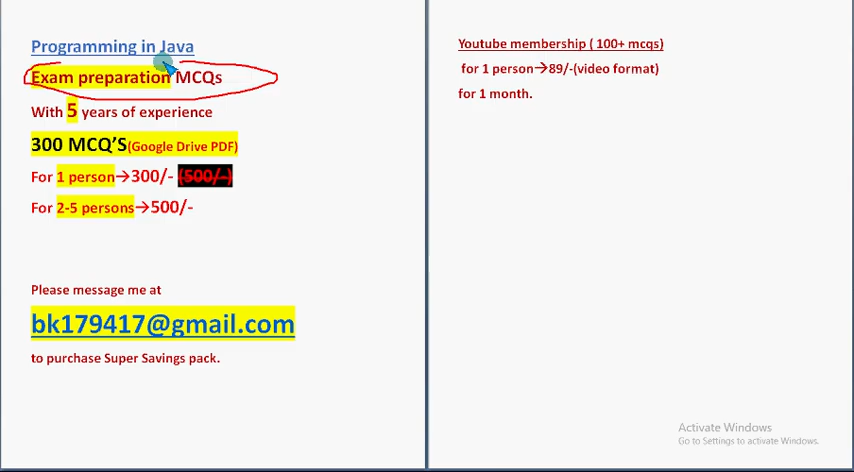 Programming in Java
Exam preparation MCQs
With 5 years of experience
300 MCQ'S(Google Drive PDF)
For 1 person→300/- (500/-)
For 2-5 persons→500/-
Please message me at
bk179417@gmail.com
to purchase Super Savings pack.
Youtube membership ( 100+ mcqs)
for 1 person→89/-(video format)
for 1 month.
Activate Windows
Go to Settings to activate Windows.